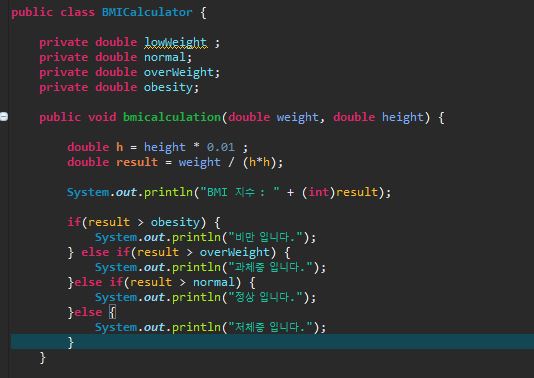 public class BMICalculator {
private double lowWeight ;
private double normal;
private double overWeight;
private double obesity;
public void bmicalculation(double weight, double height) {
double h = height * 0.01 ;
double result = weight / (h*h);
System.out.println("BMI 지수 : " + (int)result);
if(result > obesity) {
System.out.println("비만 입니다.");
} else if(result > overWeight) {
System.out.println("과체중 입니다.");
}else if(result > normal) {
System.out.println("정상 입니다.");
}else {
System.out.println("저체중 입니다.");
}
}